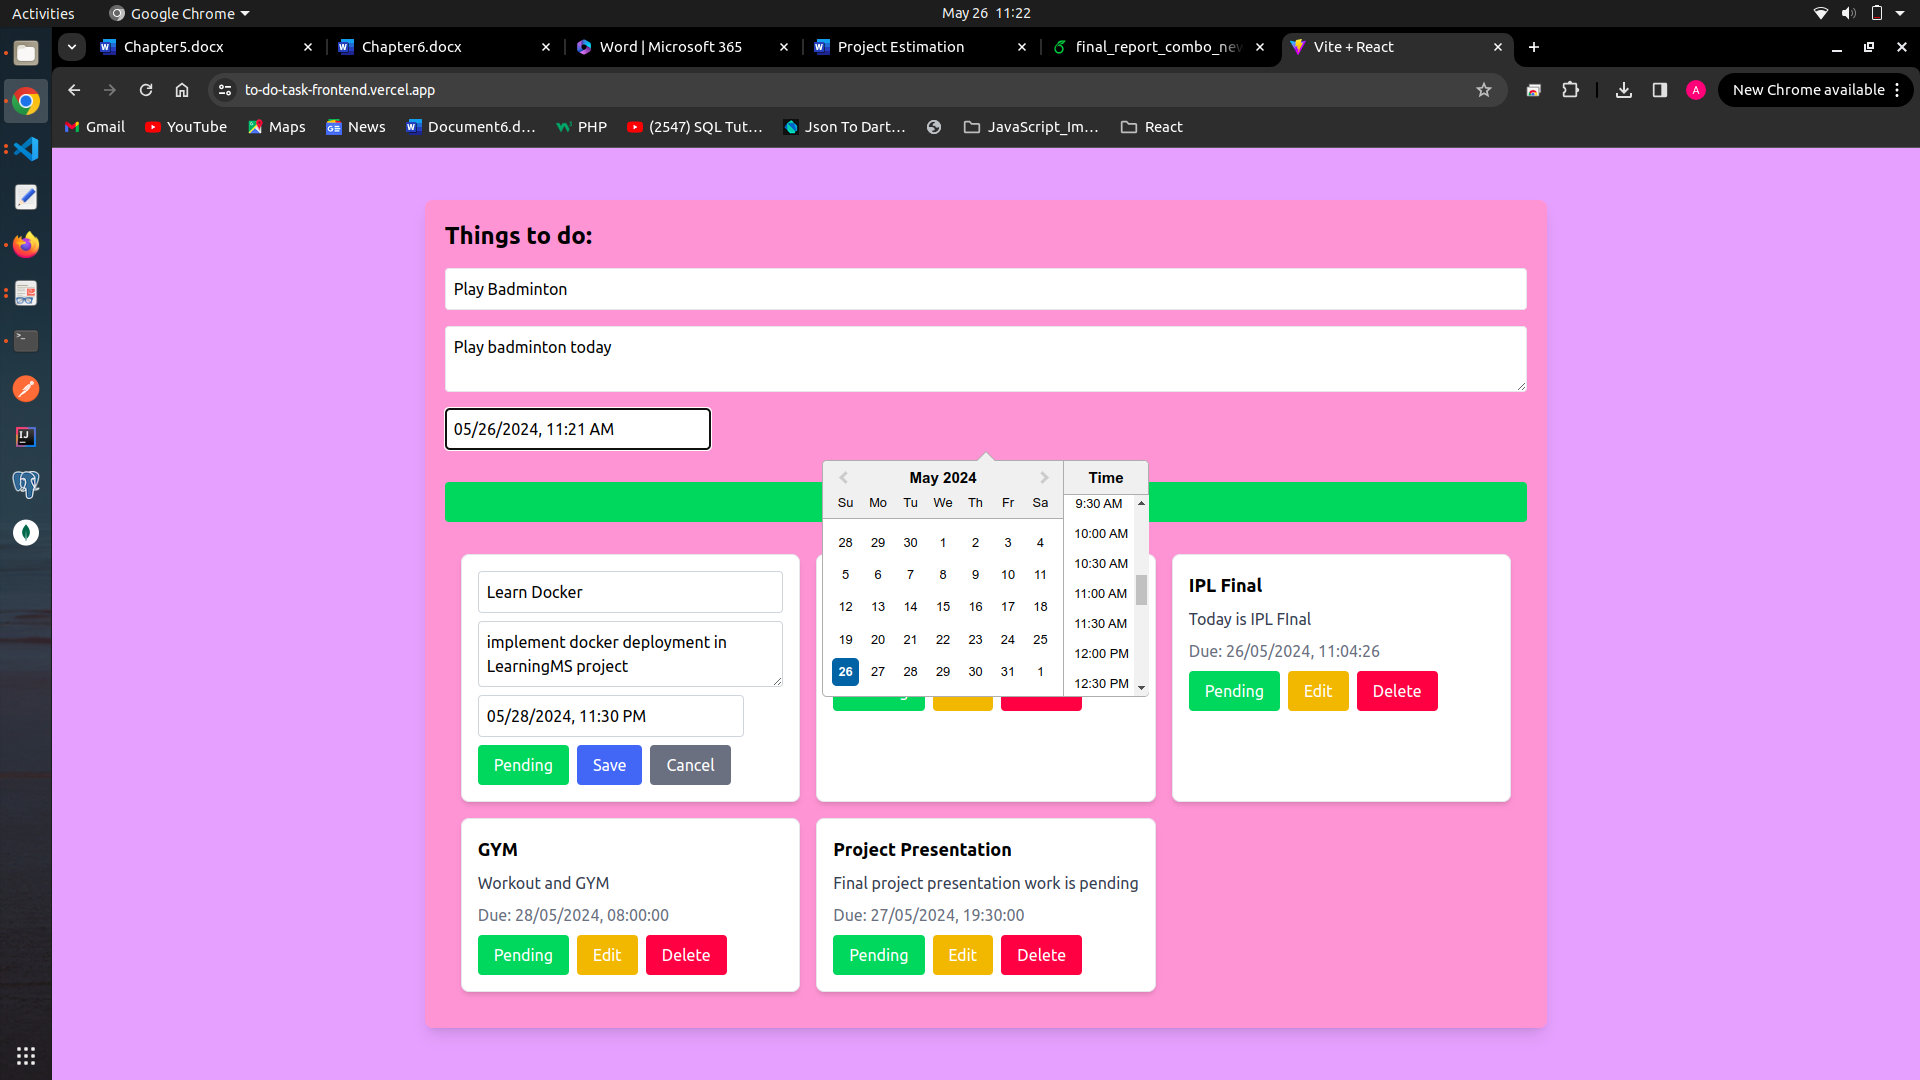 Activities
Google Chrome
May 26 11:22
Chapter5.docx
Chapter6.docx
Word | Microsoft 365
Project Estimation
final_report_combo_new
Vite + React
to-do-task-frontend.vercel.app
A
New Chrome available
Gmail
YouTube
Maps
News
Document6.d...
PHP
(2547) SQL Tut...
Json To Dart...
JavaScript_Im...
React
Things to do:
Play Badminton
Play badminton today
05/26/2024, 11:21 AM
May 2024
Su Mo Tu We Th Fr Sa
28 29 30 1 2 3 4
5 6 7 8 9 10 11
12 13 14 15 16 17 18
19 20 21 22 23 24 25
26 27 28 29 30 31 1
Time
9:30 AM
10:00 AM
10:30 AM
11:00 AM
11:30 AM
12:00 PM
12:30 PM
Learn Docker
implement docker deployment in
LearningMS project
05/28/2024, 11:30 PM
Pending
Save
Cancel
IPL Final
Today is IPL FInal
Due: 26/05/2024, 11:04:26
Pending
Edit
Delete
GYM
Workout and GYM
Due: 28/05/2024, 08:00:00
Pending
Edit
Delete
Project Presentation
Final project presentation work is pending
Due: 27/05/2024, 19:30:00
Pending
Edit
Delete